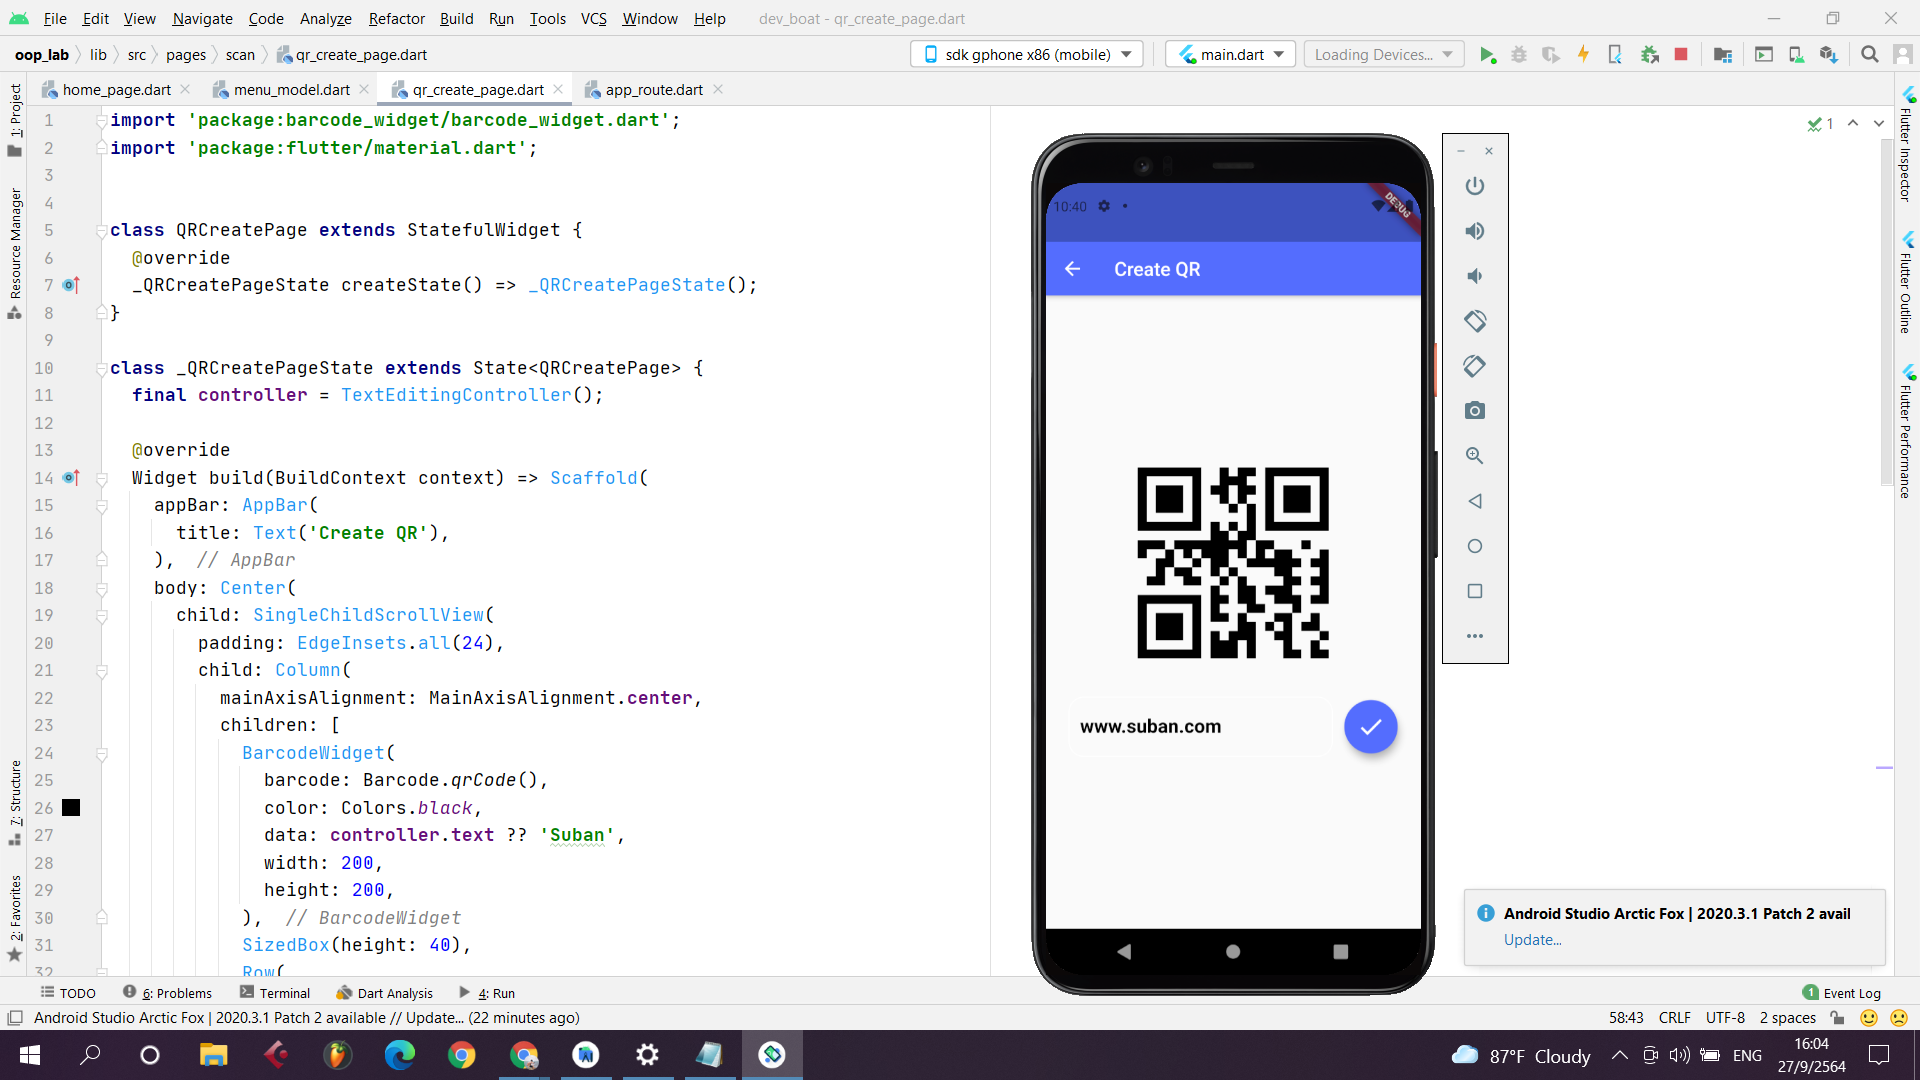 File Edit View Navigate Code Analyze Refactor Build Run Tools VCS Window Help dev_boat - qr_create_page.dart
oop_lab lib src pages scan qr_create_page.dart sdk gphone x86 (mobile) main.dart Loading Devices...
home_page.dart menu_model.dart qr_create_page.dart app_route.dart
1: Project
Resource Manager
7: Structure
2: Favorites
1 import 'package:barcode_widget/barcode_widget.dart';
2 import 'package:flutter/material.dart';
3
4
5 class QRCreatePage extends StatefulWidget {
6 @override
7 _QRCreatePageState createState() => _QRCreatePageState();
8 }
9
10 class _QRCreatePageState extends State<QRCreatePage> {
11 final controller = TextEditingController();
12
13 @override
14 Widget build(BuildContext context) => Scaffold(
15 appBar: AppBar(
16 title: Text('Create QR'),
17 ), // AppBar
18 body: Center(
19 child: SingleChildScrollView(
20 padding: EdgeInsets.all(24),
21 child: Column(
22 mainAxisAlignment: MainAxisAlignment.center,
23 children: [
24 BarcodeWidget(
25 barcode: Barcode.qrCode(),
26 color: Colors.black,
27 data: controller.text ?? 'Suban',
28 width: 200,
29 height: 200,
30 ), // BarcodeWidget
31 SizedBox(height: 40),
32 Row(
1
10:40
DEBUG
Create QR
www.suban.com
Flutter Inspector
Flutter Outline
Flutter Performance
Android Studio Arctic Fox | 2020.3.1 Patch 2 avail
Update...
TODO 6: Problems Terminal Dart Analysis 4: Run 1 Event Log
Android Studio Arctic Fox | 2020.3.1 Patch 2 available // Update... (22 minutes ago) 58:43 CRLF UTF-8 2 spaces
87°F Cloudy ENG 16:04
27/9/2564